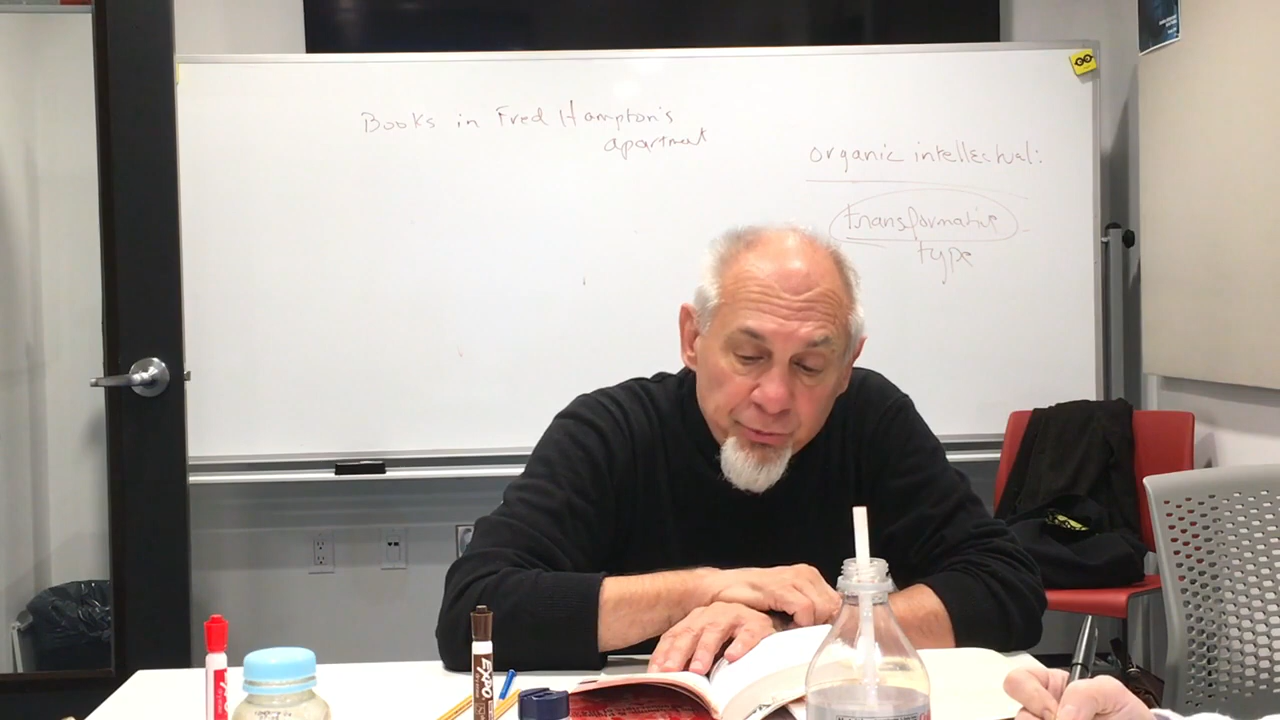 Books in Fred Hampton's
apartment
organic intellectual:
transformative
type
EXPO